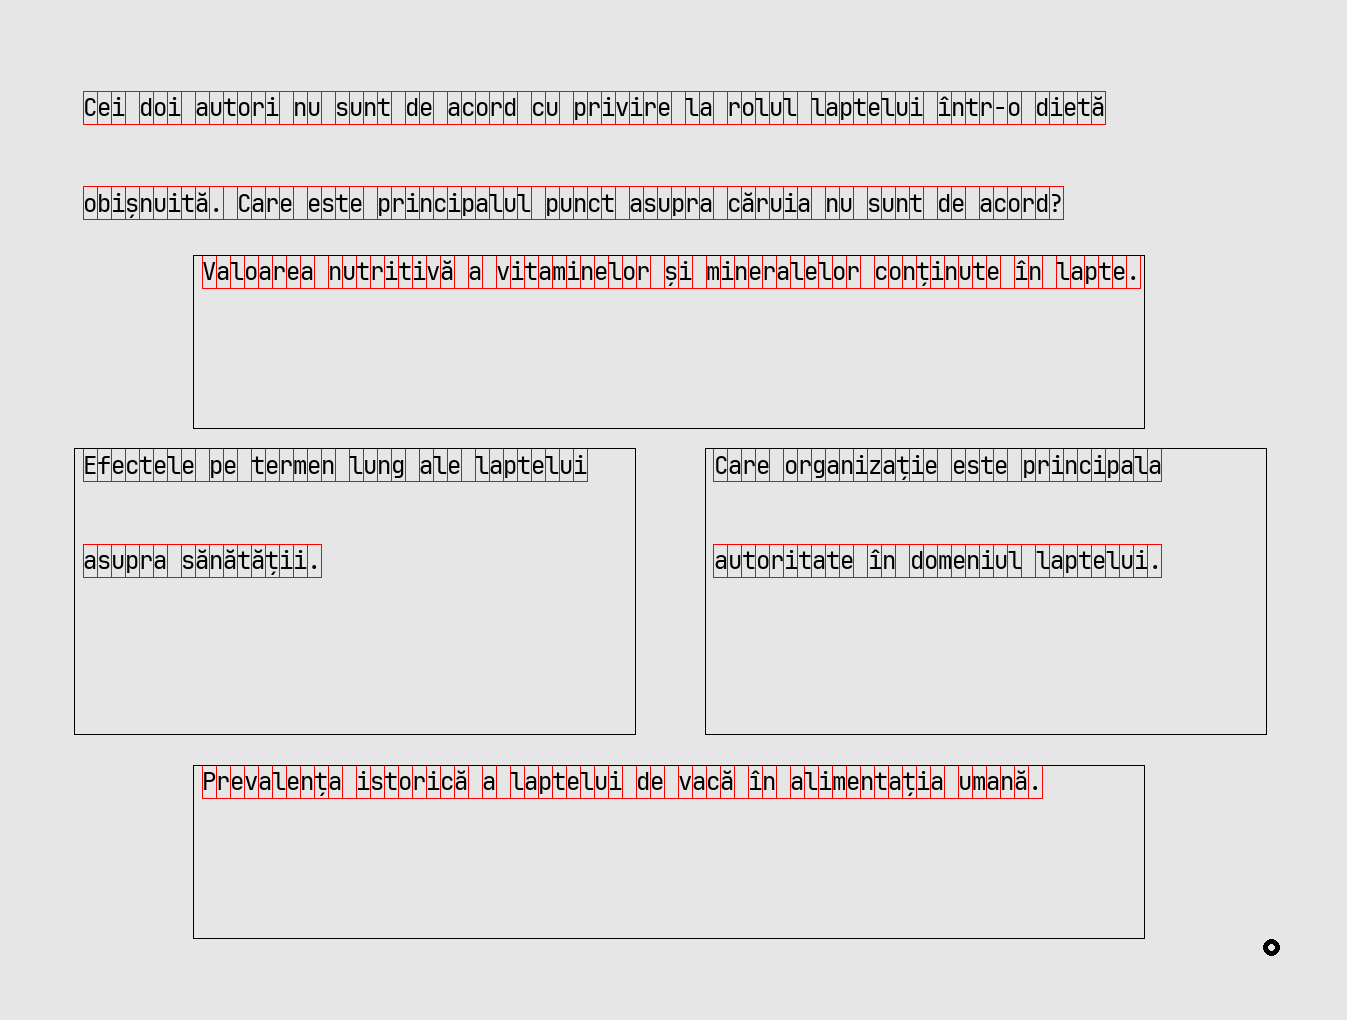 Cei doi autori nu sunt de acord cu privire la rolul laptelui într-o dietă
obișnuită. Care este principalul punct asupra căruia nu sunt de acord?
Valoarea nutritivă a vitaminelor și mineralelor conținute în lapte.
Efectele pe termen lung ale laptelui
asupra sănătății.
Care organizație este principala
autoritate în domeniul laptelui.
Prevalența istorică a laptelui de vacă în alimentația umană.